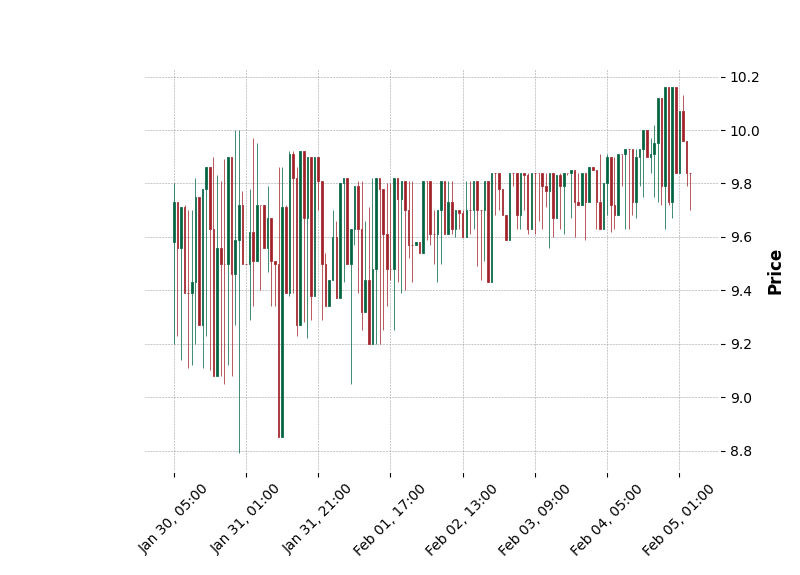 10.2
10.0
9.8
9.6
9.4
9.2
9.0
8.8
Price
Jan 30, 05:00
Jan 31, 01:00
Jan 31, 21:00
Feb 01, 17:00
Feb 02, 13:00
Feb 03, 09:00
Feb 04, 05:00
Feb 05, 01:00